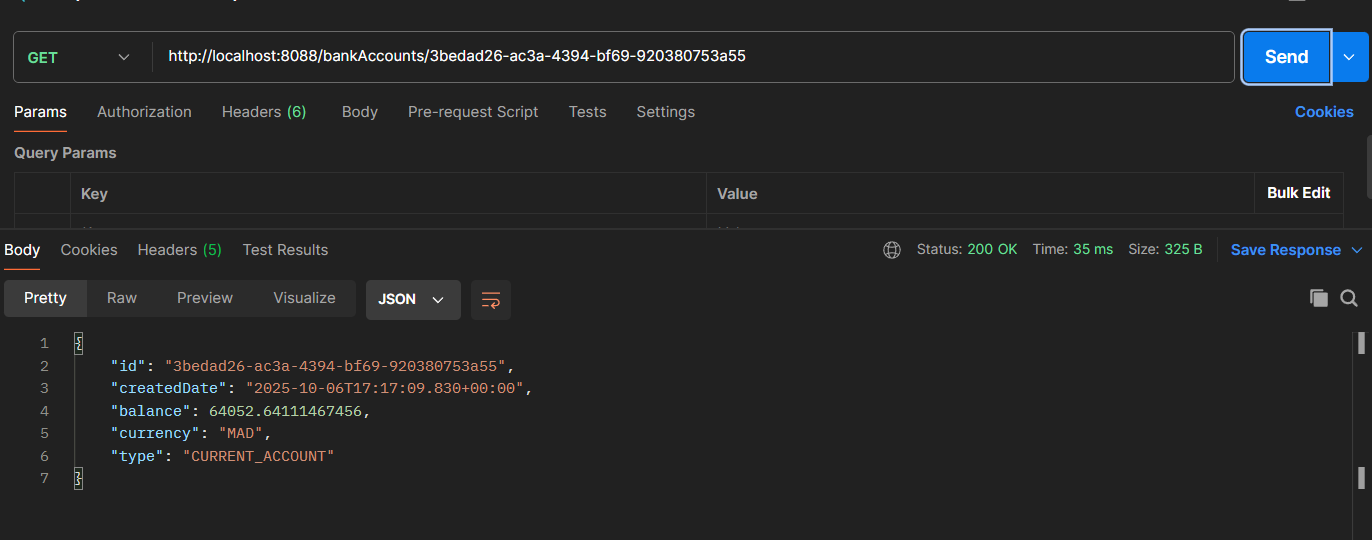 GET http://localhost:8088/bankAccounts/3bedad26-ac3a-4394-bf69-920380753a55 Send
Params Authorization Headers (6) Body Pre-request Script Tests Settings Cookies
Query Params
Key Value Bulk Edit
Body Cookies Headers (5) Test Results Status: 200 OK Time: 35 ms Size: 325 B Save Response
Pretty Raw Preview Visualize JSON
1 {
2 "id": "3bedad26-ac3a-4394-bf69-920380753a55",
3 "createdDate": "2025-10-06T17:17:09.830+00:00",
4 "balance": 64052.64111467456,
5 "currency": "MAD",
6 "type": "CURRENT_ACCOUNT"
7 }